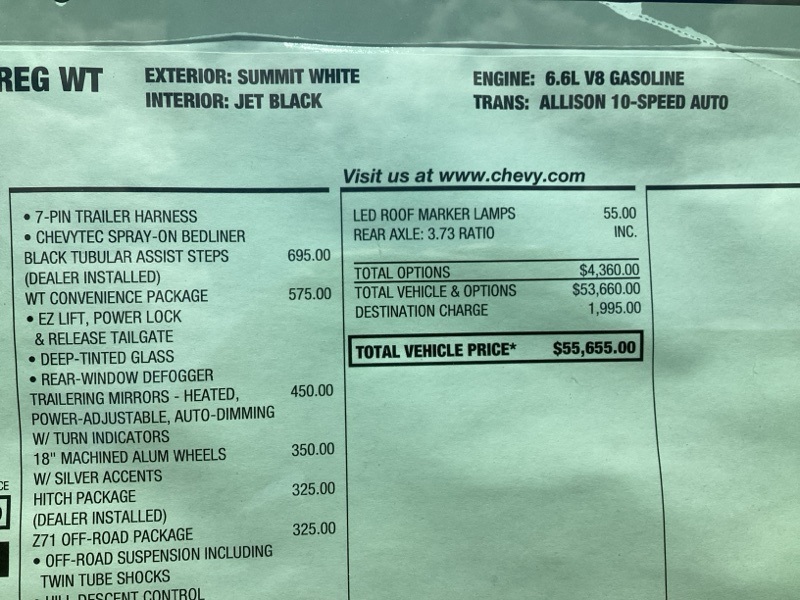 REG WT
EXTERIOR: SUMMIT WHITE
INTERIOR: JET BLACK
ENGINE: 6.6L V8 GASOLINE
TRANS: ALLISON 10-SPEED AUTO
Visit us at www.chevy.com
• 7-PIN TRAILER HARNESS
• CHEVYTEC SPRAY-ON BEDLINER
BLACK TUBULAR ASSIST STEPS 695.00
(DEALER INSTALLED)
WT CONVENIENCE PACKAGE 575.00
• EZ LIFT, POWER LOCK
& RELEASE TAILGATE
• DEEP-TINTED GLASS
• REAR-WINDOW DEFOGGER
TRAILERING MIRRORS - HEATED, 450.00
POWER-ADJUSTABLE, AUTO-DIMMING
W/ TURN INDICATORS
18" MACHINED ALUM WHEELS 350.00
W/ SILVER ACCENTS
HITCH PACKAGE 325.00
(DEALER INSTALLED)
Z71 OFF-ROAD PACKAGE 325.00
• OFF-ROAD SUSPENSION INCLUDING
TWIN TUBE SHOCKS
• HILL DESCENT CONTROL
LED ROOF MARKER LAMPS 55.00
REAR AXLE: 3.73 RATIO INC.
TOTAL OPTIONS $4,360.00
TOTAL VEHICLE & OPTIONS $53,660.00
DESTINATION CHARGE 1,995.00
TOTAL VEHICLE PRICE* $55,655.00